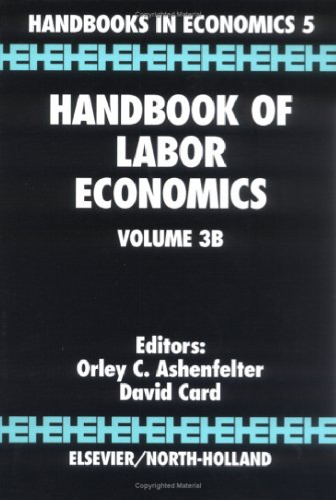 HANDBOOKS IN ECONOMICS 5
HANDBOOK OF
LABOR
ECONOMICS
VOLUME 3B
Editors:
Orley C. Ashenfelter
David Card
ELSEVIER/NORTH-HOLLAND